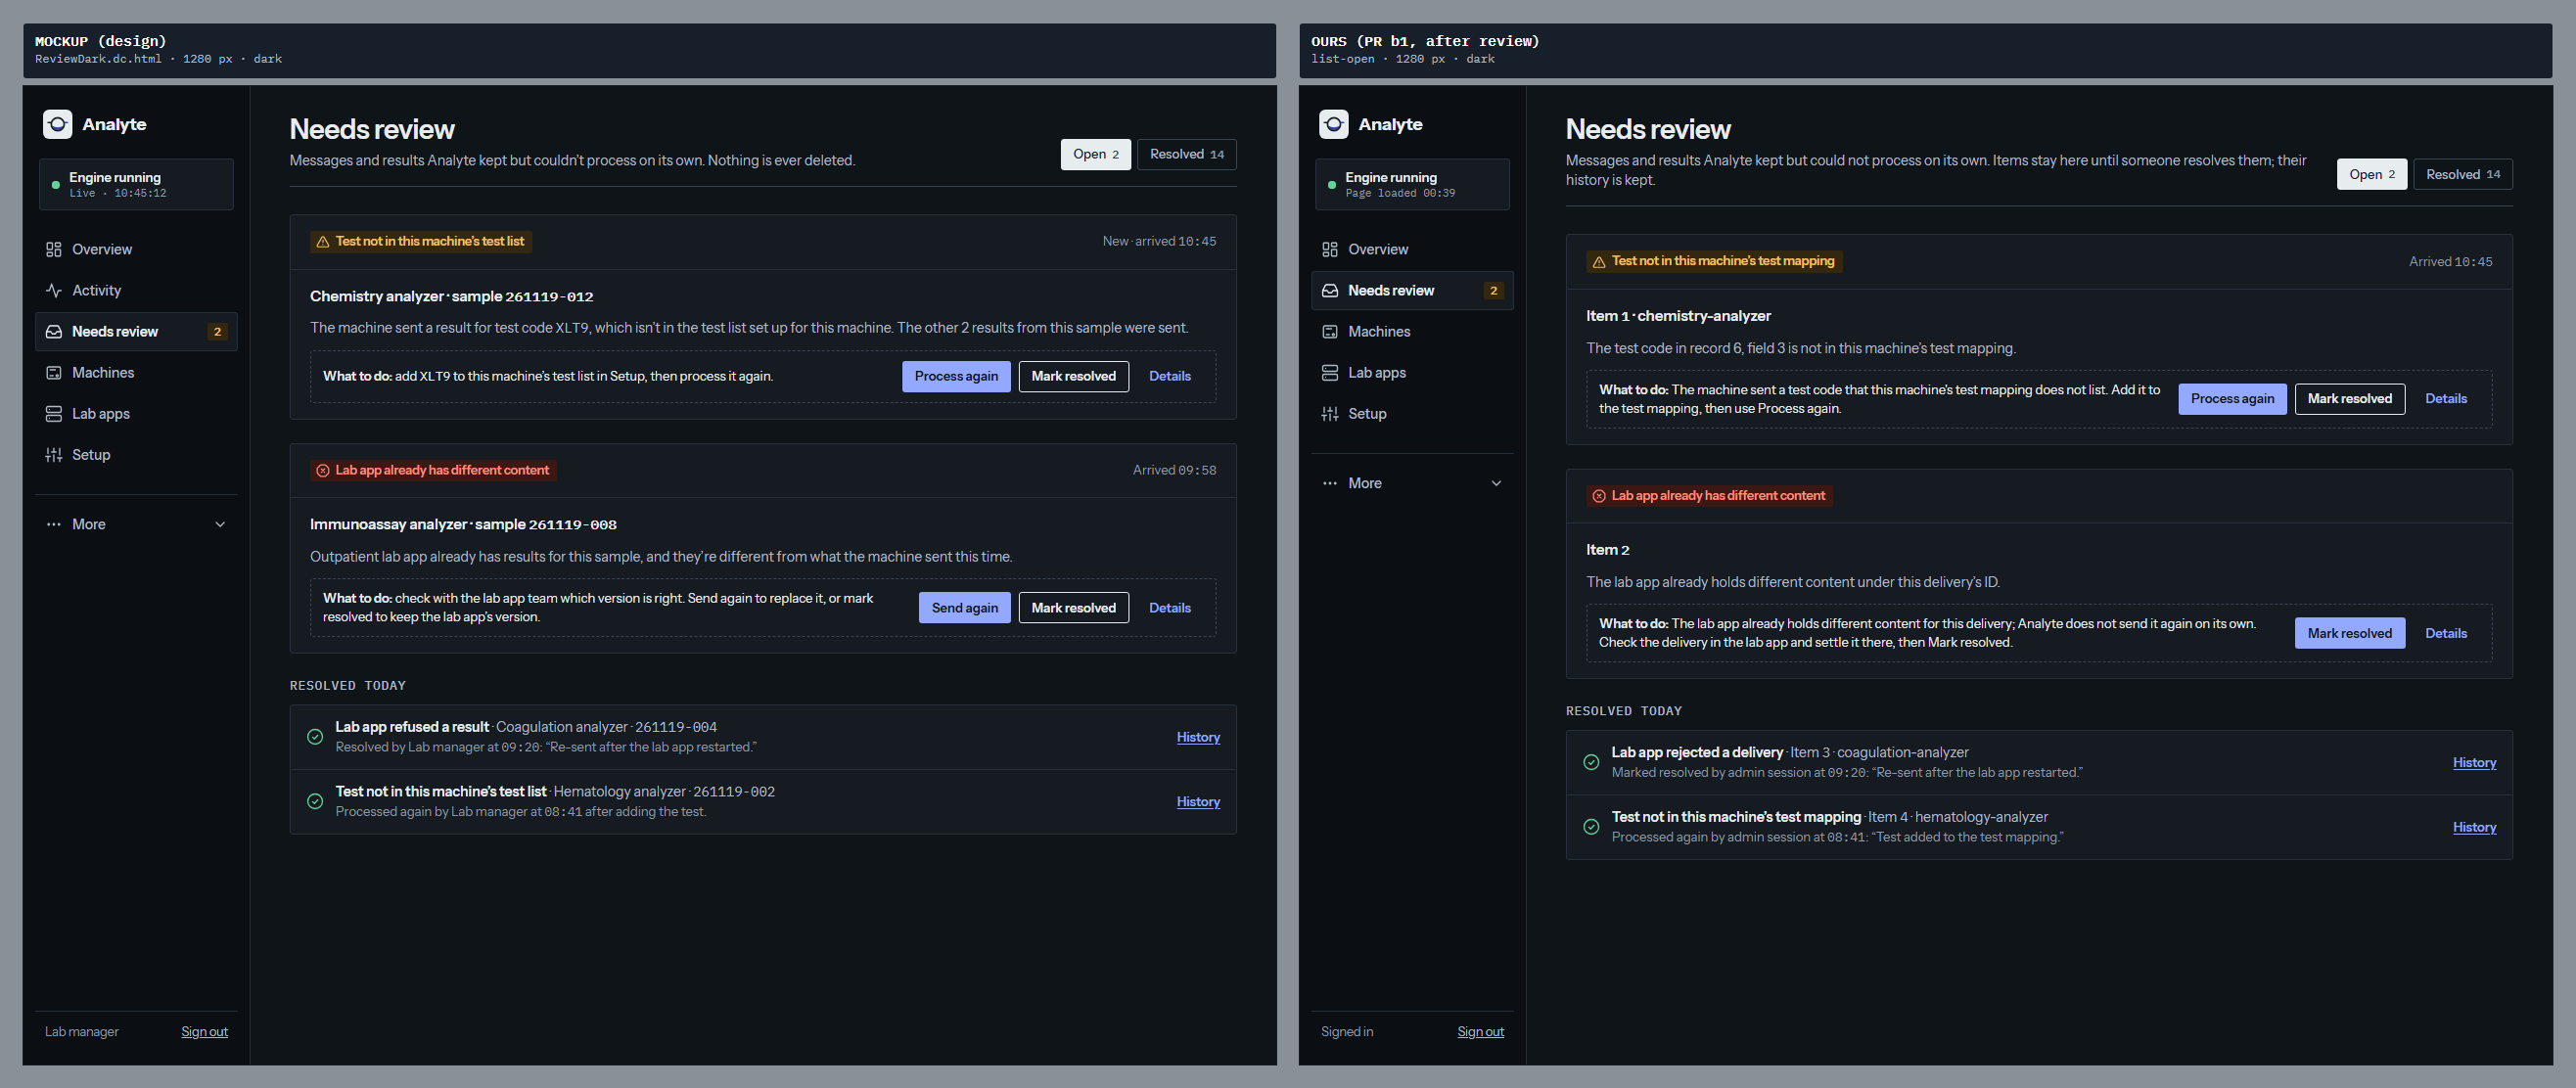 MOCKUP (design)
ReviewDark.dc.html · 1280 px · dark
Analyte
Engine running
Live · 10:45:12
Overview
Activity
Needs review 2
Machines
Lab apps
Setup
More
Lab manager Sign out
Needs review
Messages and results Analyte kept but couldn't process on its own. Nothing is ever deleted.
Open 2 Resolved 14
Test not in this machine's test list New · arrived 10:45
Chemistry analyzer · sample 261119-012
The machine sent a result for test code XLT9, which isn't in the test list set up for this machine. The other 2 results from this sample were sent.
What to do: add XLT9 to this machine's test list in Setup, then process it again.
Process again Mark resolved Details
Lab app already has different content Arrived 09:58
Immunoassay analyzer · sample 261119-008
Outpatient lab app already has results for this sample, and they're different from what the machine sent this time.
What to do: check with the lab app team which version is right. Send again to replace it, or mark
resolved to keep the lab app's version.
Send again Mark resolved Details
RESOLVED TODAY
Lab app refused a result · Coagulation analyzer · 261119-004
Resolved by Lab manager at 09:20: “Re-sent after the lab app restarted.”
History
Test not in this machine's test list · Hematology analyzer · 261119-002
Processed again by Lab manager at 08:41 after adding the test.
History
OURS (PR b1, after review)
list-open · 1280 px · dark
Analyte
Engine running
Page loaded 00:39
Overview
Needs review 2
Machines
Lab apps
Setup
More
Signed in Sign out
Needs review
Messages and results Analyte kept but could not process on its own. Items stay here until someone resolves them; their
history is kept.
Open 2 Resolved 14
Test not in this machine's test mapping Arrived 10:45
Item 1 · chemistry-analyzer
The test code in record 6, field 3 is not in this machine's test mapping.
What to do: The machine sent a test code that this machine's test mapping does not list. Add it to
the test mapping, then use Process again.
Process again Mark resolved Details
Lab app already has different content
Item 2
The lab app already holds different content under this delivery's ID.
What to do: The lab app already holds different content for this delivery; Analyte does not send it again on its own.
Check the delivery in the lab app and settle it there, then Mark resolved.
Mark resolved Details
RESOLVED TODAY
Lab app rejected a delivery · Item 3 · coagulation-analyzer
Marked resolved by admin session at 09:20: “Re-sent after the lab app restarted.”
History
Test not in this machine's test mapping · Item 4 · hematology-analyzer
Processed again by admin session at 08:41: “Test added to the test mapping.”
History